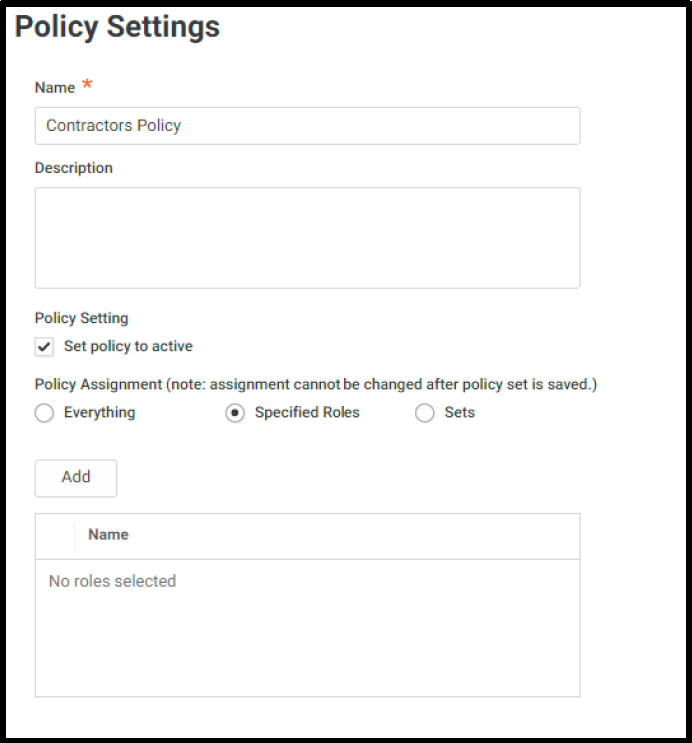 Policy Settings
Name *
Contractors Policy
Description
Policy Setting
Set policy to active
Policy Assignment (note: assignment cannot be changed after policy set is saved.)
Everything Specified Roles Sets
Add
Name
No roles selected